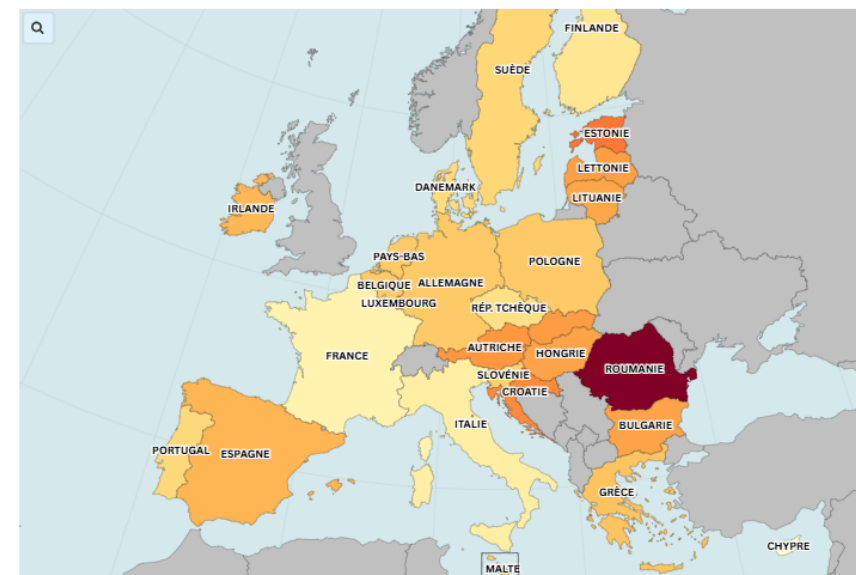 FINLANDE
SUÈDE
ESTONIE
LETTONIE
DANEMARK
LITUANIE
IRLANDE
PAYS-BAS
POLOGNE
BELGIQUE
ALLEMAGNE
LUXEMBOURG
RÉP. TCHÈQUE
AUTRICHE
FRANCE
HONGRIE
ROUMANIE
SLOVÉNIE
CROATIE
ITALIE
BULGARIE
PORTUGAL
ESPAGNE
GRÈCE
CHYPRE
MALTE